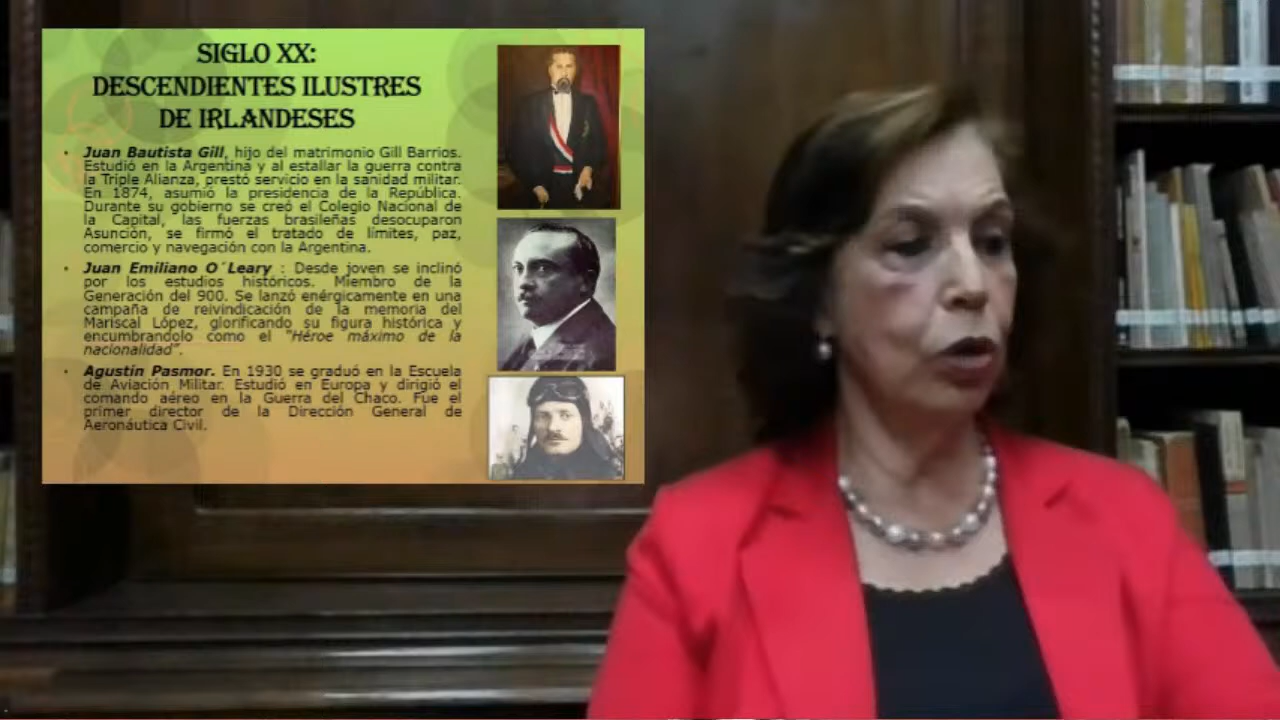 SIGLO XX:
DESCENDIENTES ILUSTRES
DE IRLANDESES
• Juan Bautista Gill, hijo del matrimonio Gill Barrios.
Estudió en la Argentina y al estallar la guerra contra
la Triple Alianza, prestó servicio en la sanidad militar.
En 1874, asumió la presidencia de la República.
Durante su gobierno se creó el Colegio Nacional de
la Capital, las fuerzas brasileñas desocuparon
Asunción, se firmó el tratado de límites, paz,
comercio y navegación con la Argentina.
• Juan Emiliano O´Leary : Desde joven se inclinó
por los estudios históricos. Miembro de la
Generación del 900. Se lanzó enérgicamente en una
campaña de reivindicación de la memoria del
Mariscal López, glorificando su figura histórica y
encumbrandolo como el "Héroe máximo de la
nacionalidad".
• Agustín Pasmor. En 1930 se graduó en la Escuela
de Aviación Militar. Estudió en Europa y dirigió el
comando aéreo en la Guerra del Chaco. Fue el
primer director de la Dirección General de
Aeronáutica Civil.